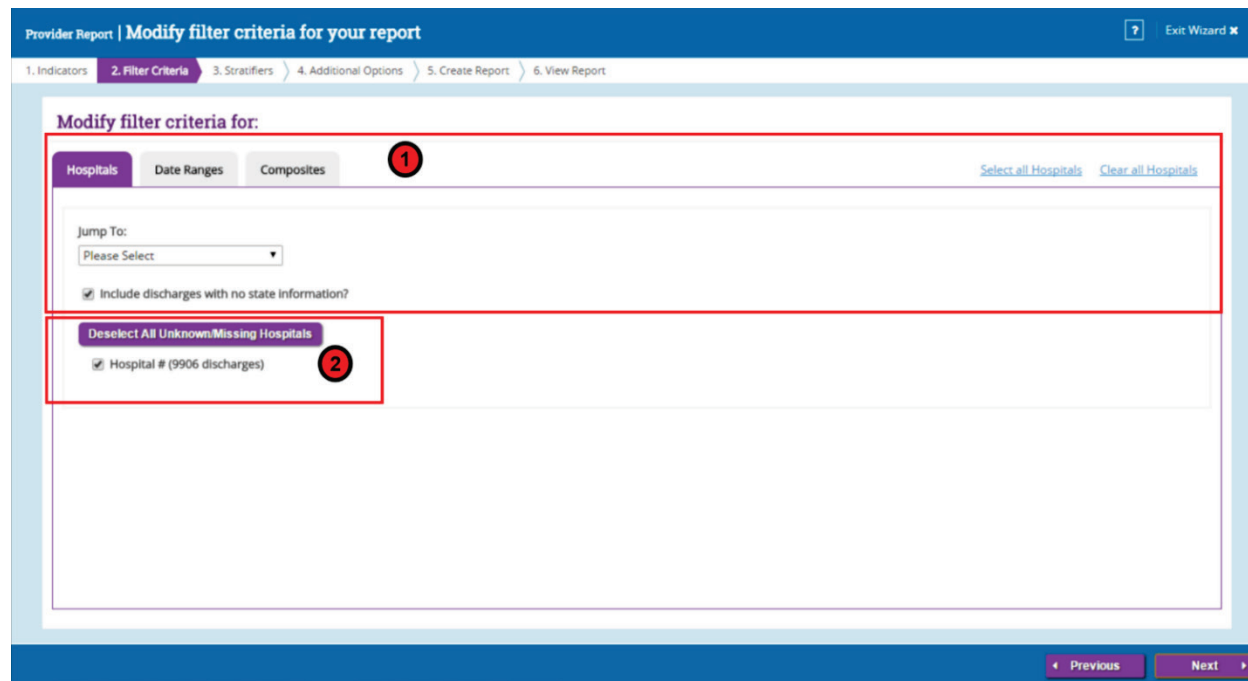 Provider Report | Modify filter criteria for your report ? Exit Wizard ✖
1. Indicators 2. Filter Criteria 3. Stratifiers 4. Additional Options 5. Create Report 6. View Report
Modify filter criteria for:
Hospitals Date Ranges Composites 1 Select all Hospitals Clear all Hospitals
Jump To:
Please Select
Include discharges with no state information?
Deselect All Unknown/Missing Hospitals
Hospital # (9906 discharges) 2
Previous Next